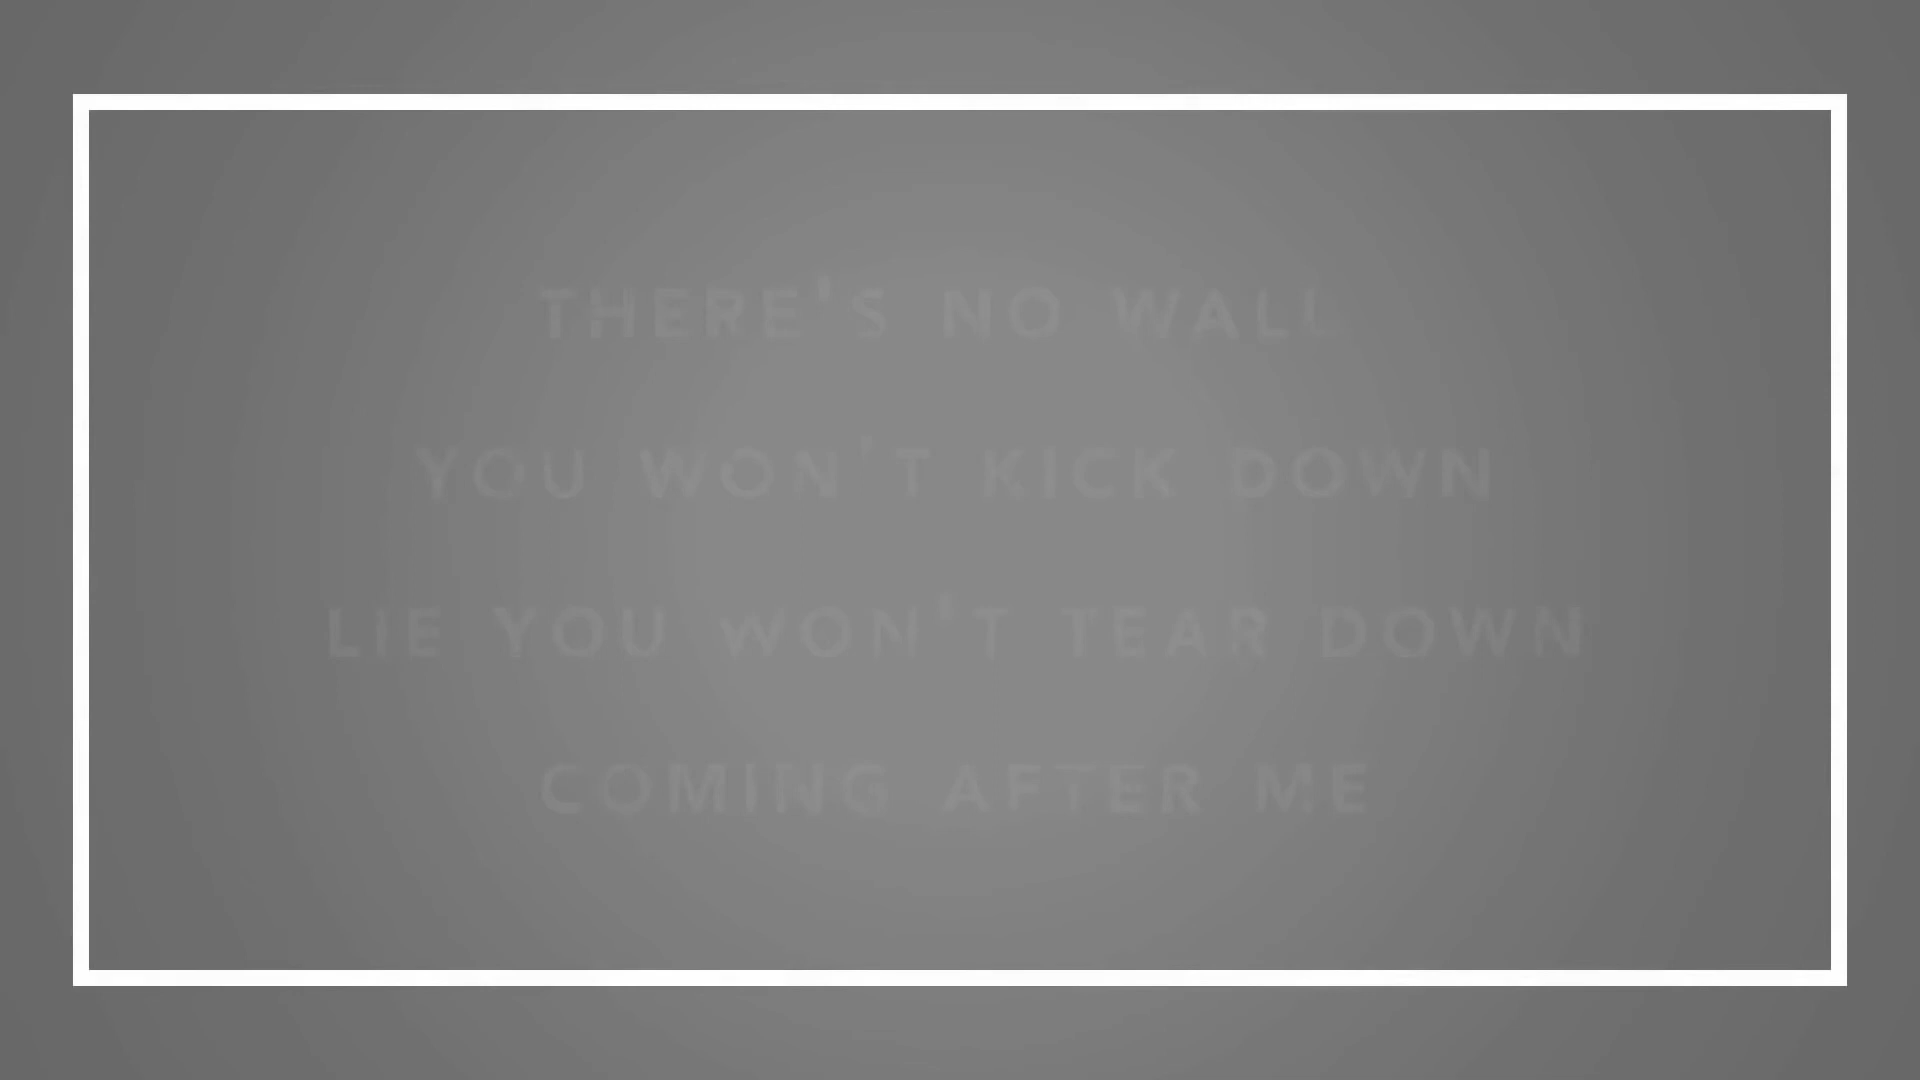 THERE'S NO WALL
YOU WON'T KICK DOWN
LIE YOU WON'T TEAR DOWN
COMING AFTER ME